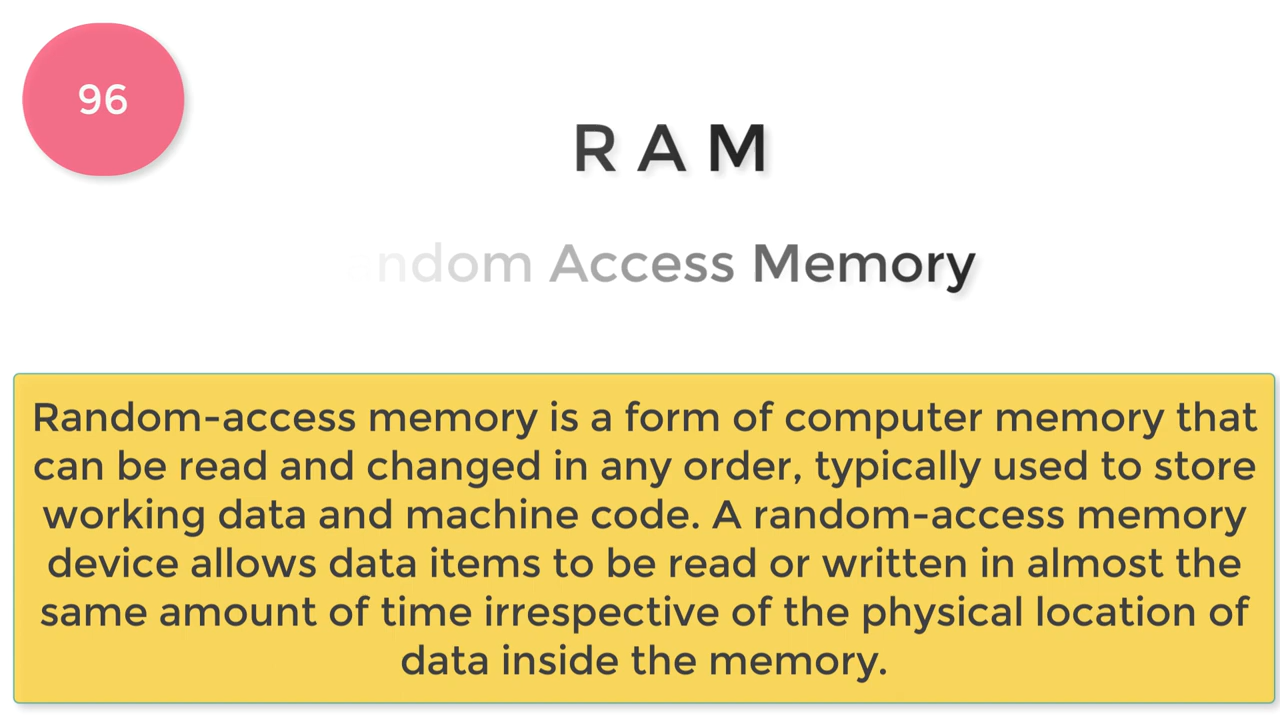 96
R A M
andom Access Memory
Random-access memory is a form of computer memory that
can be read and changed in any order, typically used to store
working data and machine code. A random-access memory
device allows data items to be read or written in almost the
same amount of time irrespective of the physical location of
data inside the memory.